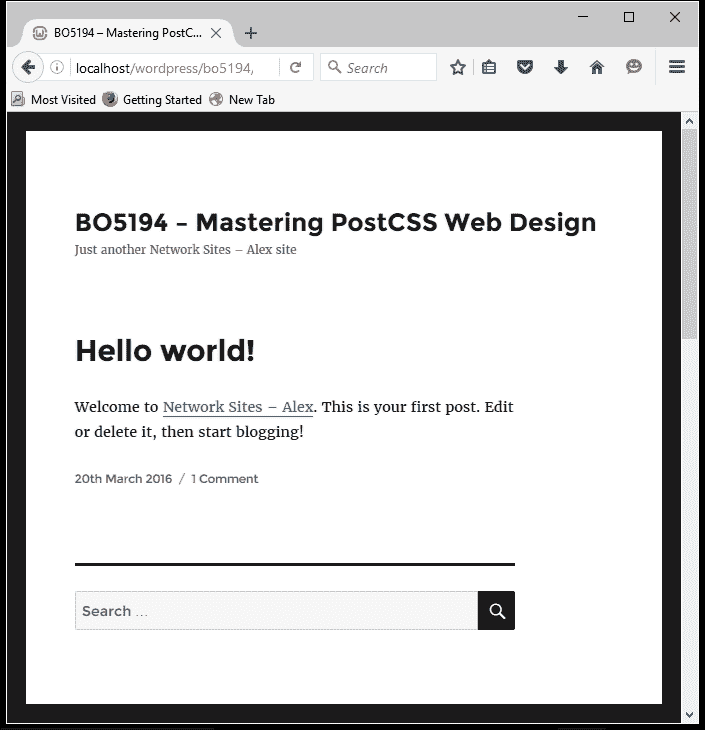 BO5194 – Mastering PostC...
localhost/wordpress/bo5194,
Search
Most Visited Getting Started New Tab
BO5194 – Mastering PostCSS Web Design
Just another Network Sites – Alex site
Hello world!
Welcome to Network Sites – Alex. This is your first post. Edit
or delete it, then start blogging!
20th March 2016 / 1 Comment
Search …